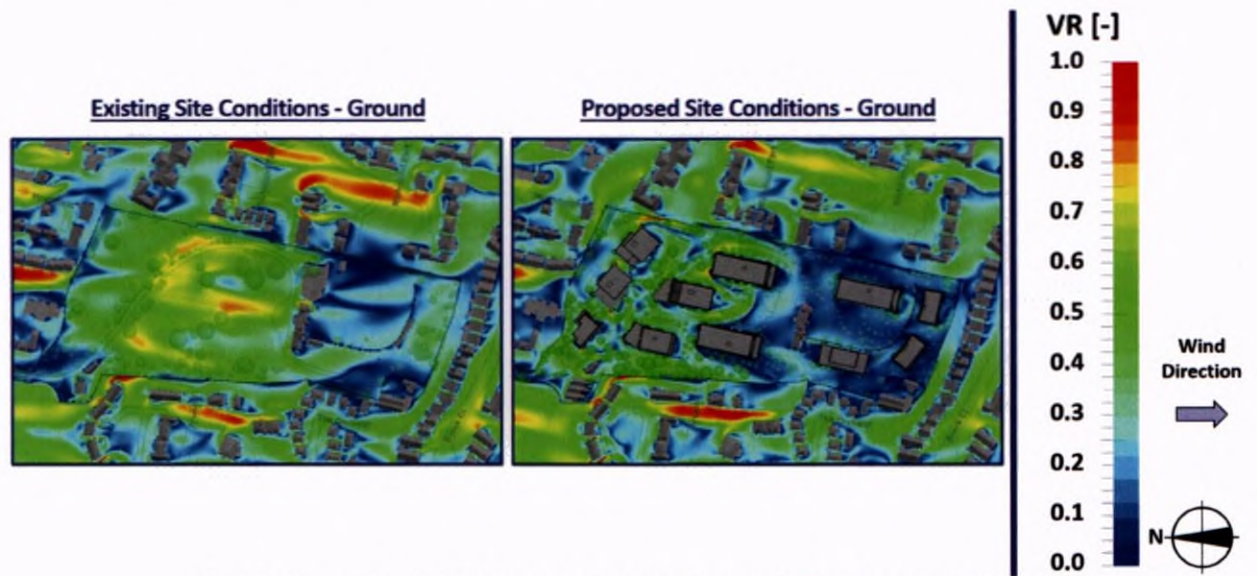 VR [-]
1.0
Existing Site Conditions - Ground
Proposed Site Conditions - Ground
0.9
0.8
0.7
0.6
0.5
0.4
0.3
0.2
0.1
0.0
Wind
Direction
N